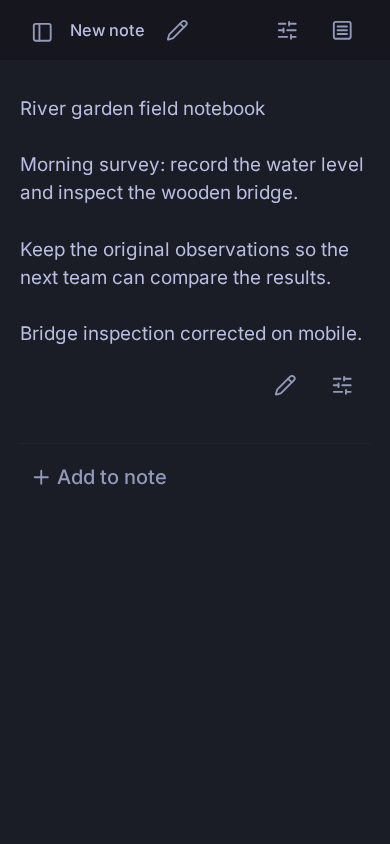 New note
River garden field notebook
Morning survey: record the water level
and inspect the wooden bridge.
Keep the original observations so the
next team can compare the results.
Bridge inspection corrected on mobile.
Add to note